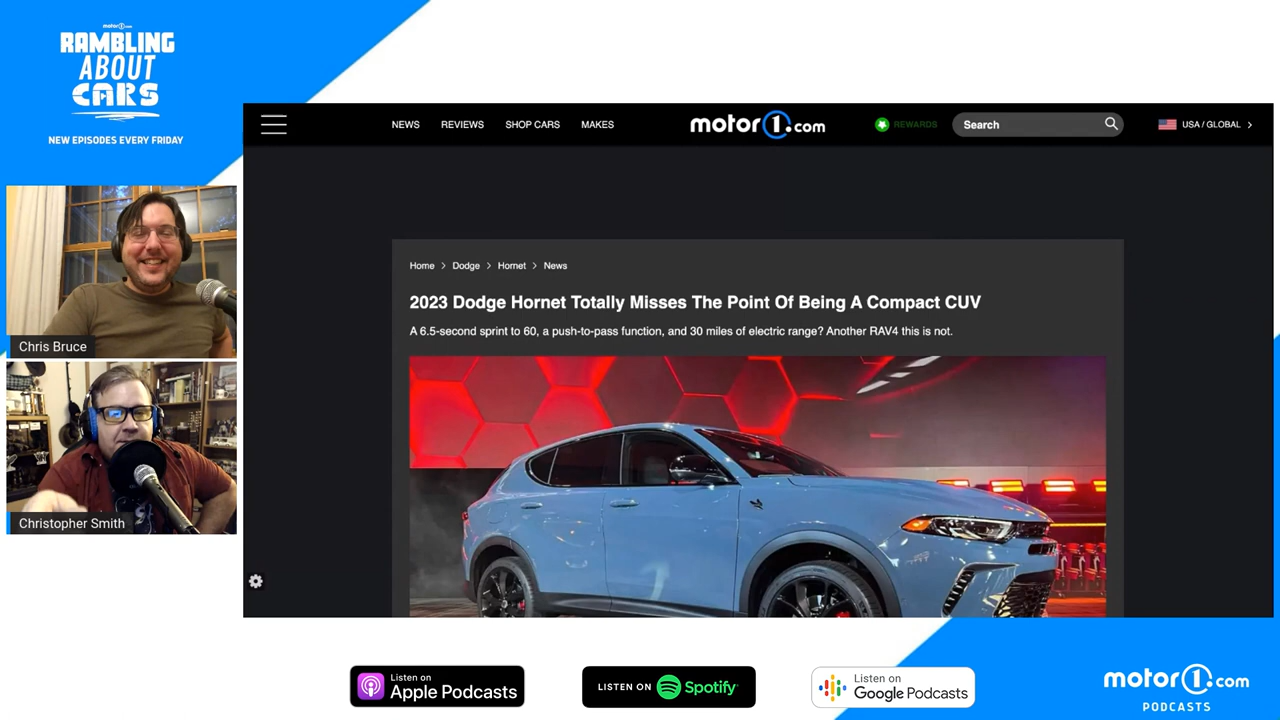 motor1.com
RAMBLING
ABOUT
CARS
NEW EPISODES EVERY FRIDAY
NEWS REVIEWS SHOP CARS MAKES motor1.com REWARDS Search USA / GLOBAL
Home > Dodge > Hornet > News
2023 Dodge Hornet Totally Misses The Point Of Being A Compact CUV
A 6.5-second sprint to 60, a push-to-pass function, and 30 miles of electric range? Another RAV4 this is not.
Chris Bruce
Christopher Smith
Listen on
Apple Podcasts
LISTEN ON Spotify
Listen on
Google Podcasts
motor1.com
PODCASTS